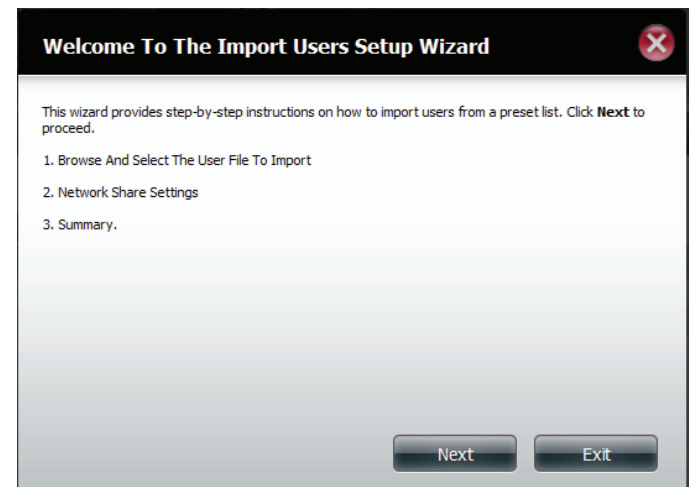 Welcome To The Import Users Setup Wizard
This wizard provides step-by-step instructions on how to import users from a preset list. Click Next to
proceed.
1. Browse And Select The User File To Import
2. Network Share Settings
3. Summary.
Next Exit